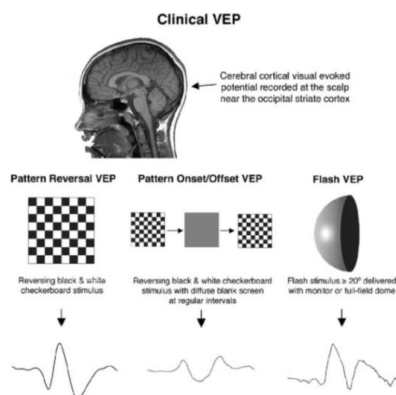 Clinical VEP
Cerebral cortical visual evoked
potential recorded at the scalp
near the occipital striate cortex
Pattern Reversal VEP
Pattern Onset/Offset VEP
Flash VEP
Reversing black & white
checkerboard stimulus
Reversing black & white checkerboard
stimulus with diffuse blank screen
at regular intervals
Flash stimulus ≥ 20° delivered
with monitor or full-field dome